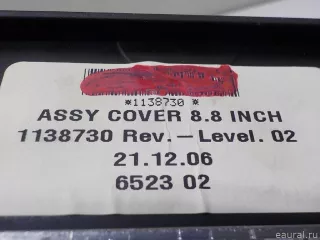 *1138730 *
ASSY COVER 8.8 INCH
1138730 Rev. - Level. 02
21.12.06
6523 02
eaural.ru